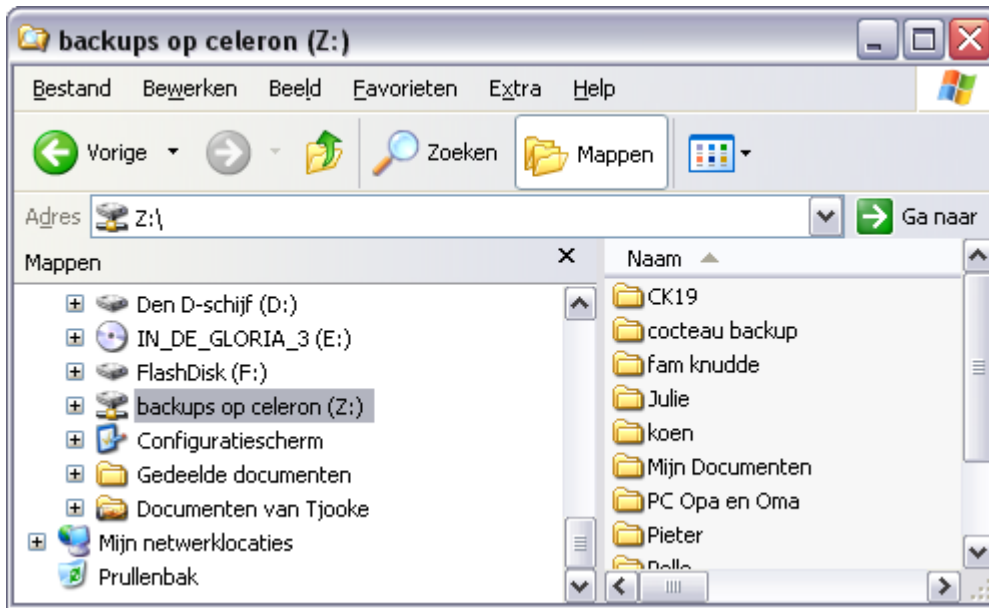 backups op celeron (Z:)
Bestand Bewerken Beeld Favorieten Extra Help
Vorige Zoeken Mappen
Adres Z:\ Ga naar
Mappen
Den D-schijf (D:)
IN_DE_GLORIA_3 (E:)
FlashDisk (F:)
backups op celeron (Z:)
Configuratiescherm
Gedeelde documenten
Documenten van Tjooke
Mijn netwerklocaties
Prullenbak
Naam
CK19
cocteau backup
fam knudde
Julie
koen
Mijn Documenten
PC Opa en Oma
Pieter